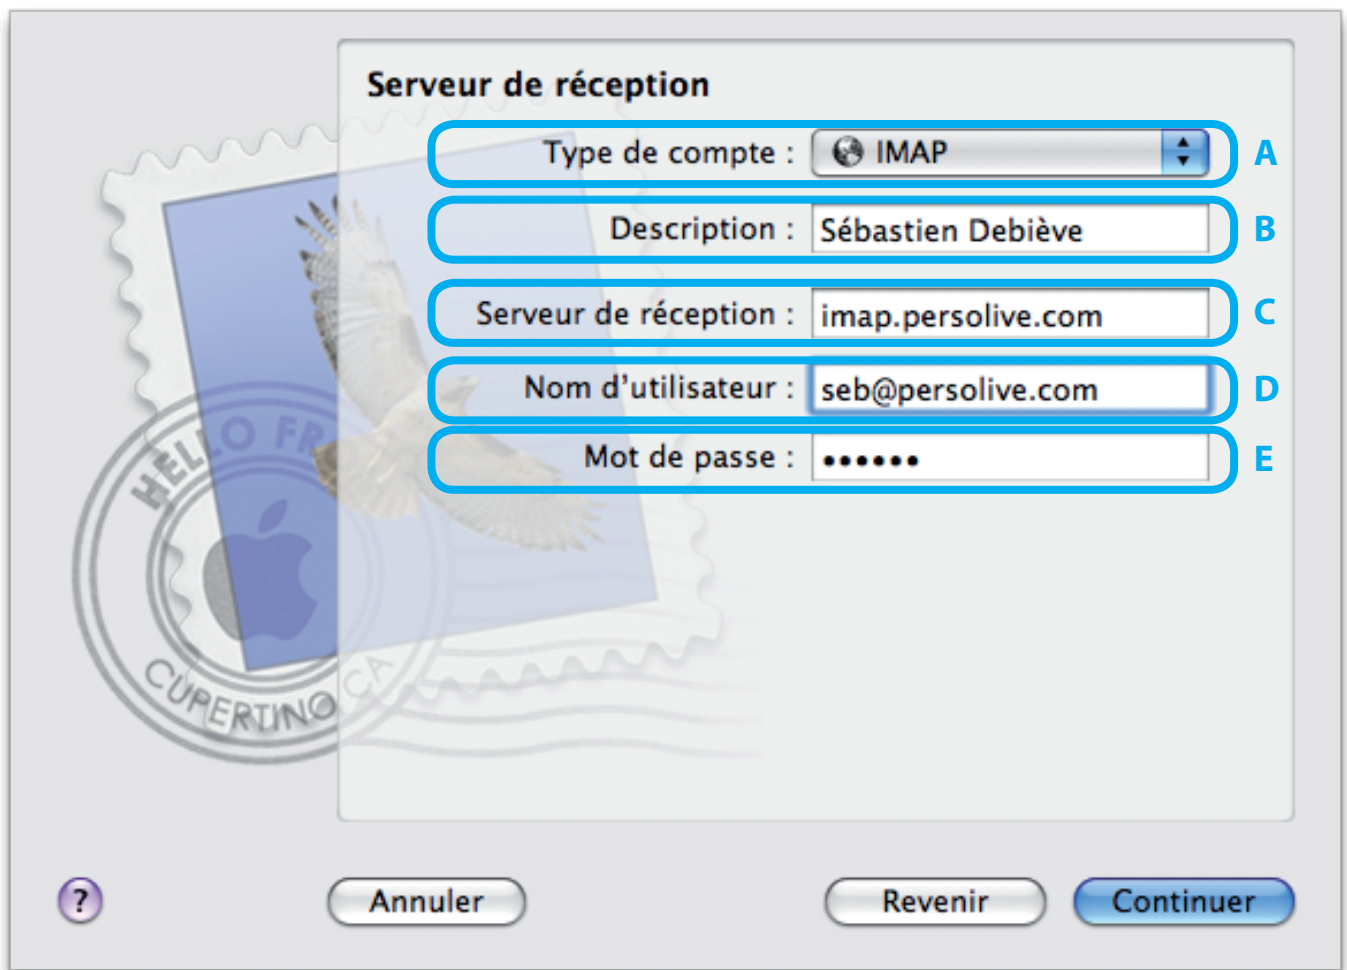 Serveur de réception
Type de compte : IMAP A
Description : Sébastien Debiève B
Serveur de réception : imap.persolive.com C
Nom d'utilisateur : seb@persolive.com D
Mot de passe : •••••• E
HELLO FR
CUPERTINO CA
? Annuler Revenir Continuer